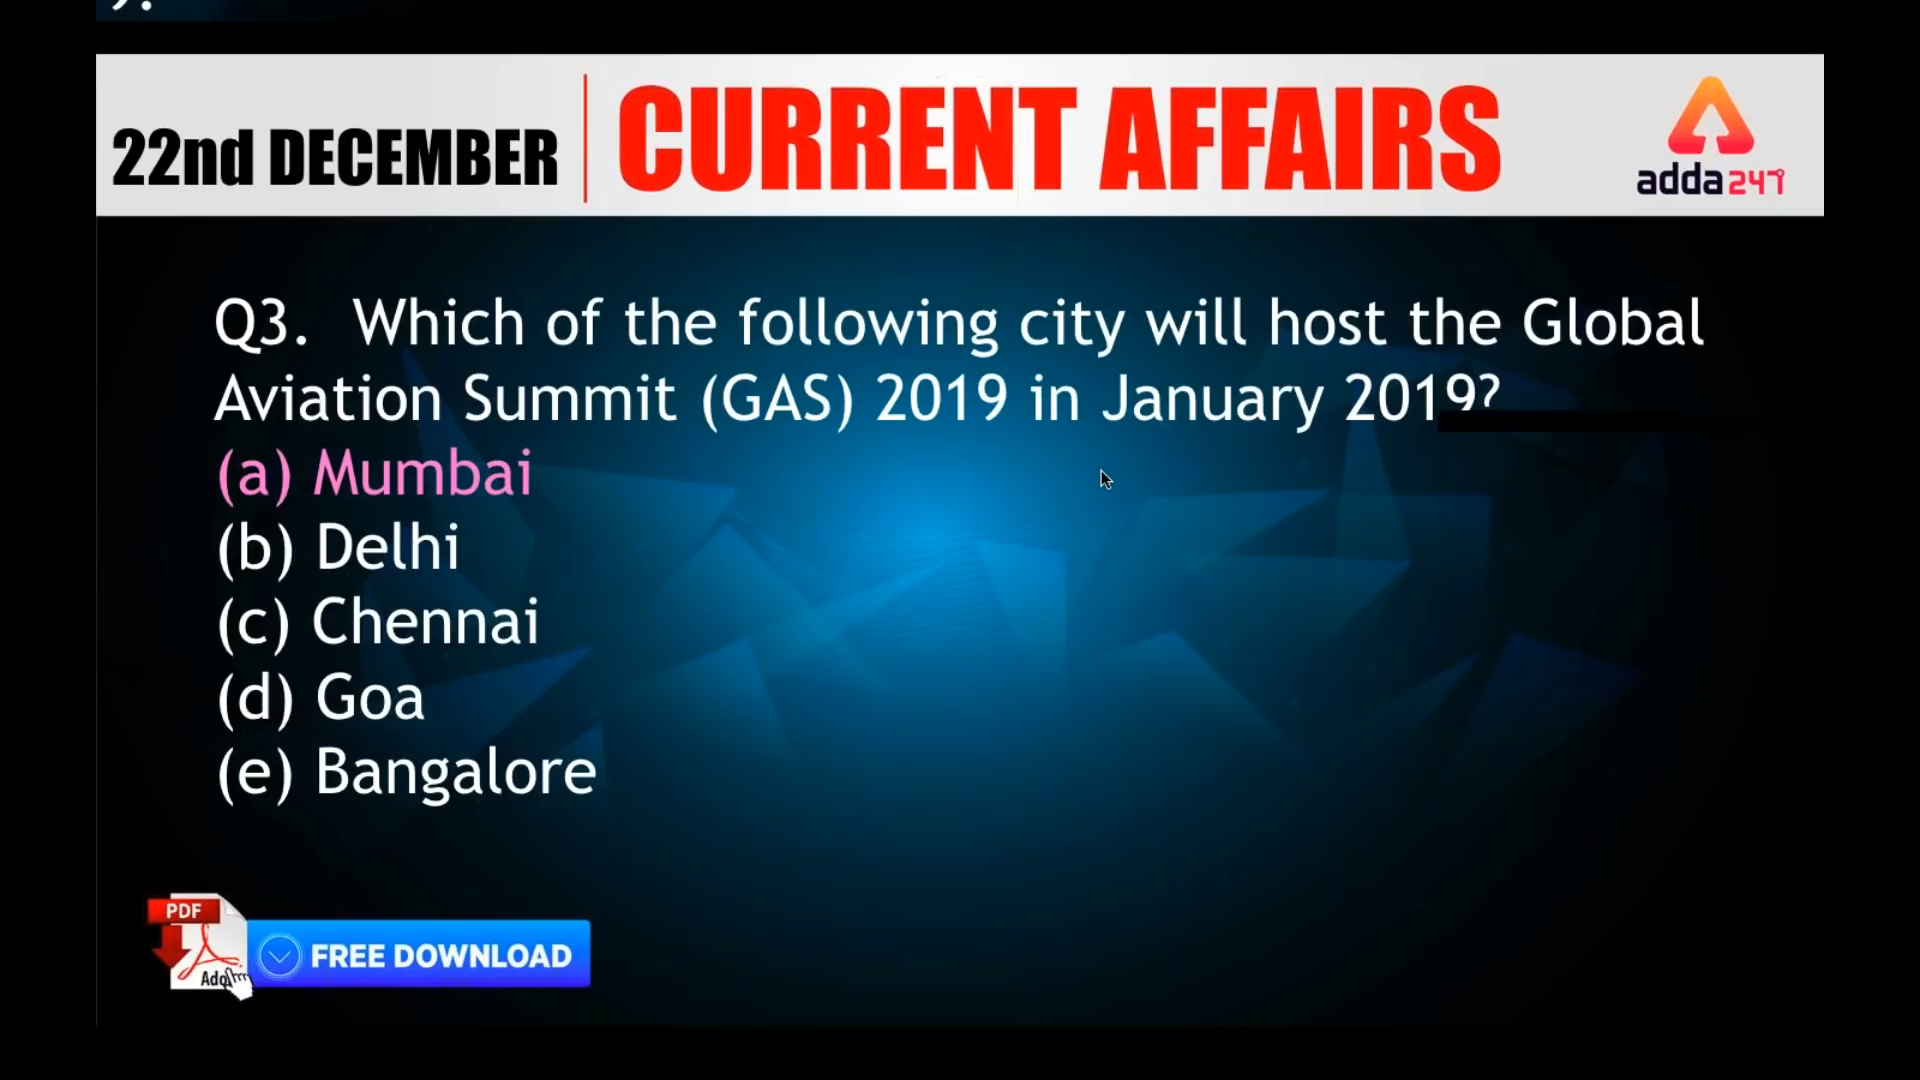 22nd DECEMBER
CURRENT AFFAIRS
adda247
Q3. Which of the following city will host the Global
Aviation Summit (GAS) 2019 in January 2019?
(a) Mumbai
(b) Delhi
(c) Chennai
(d) Goa
(e) Bangalore
PDF
FREE DOWNLOAD